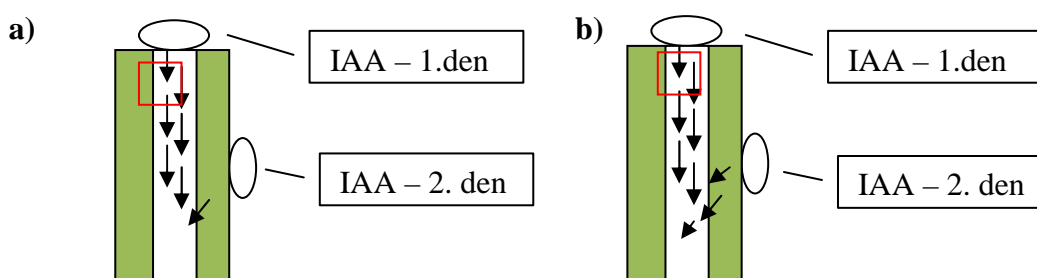 a)
IAA – 1.den
IAA – 2. den
b)
IAA – 1.den
IAA – 2. den